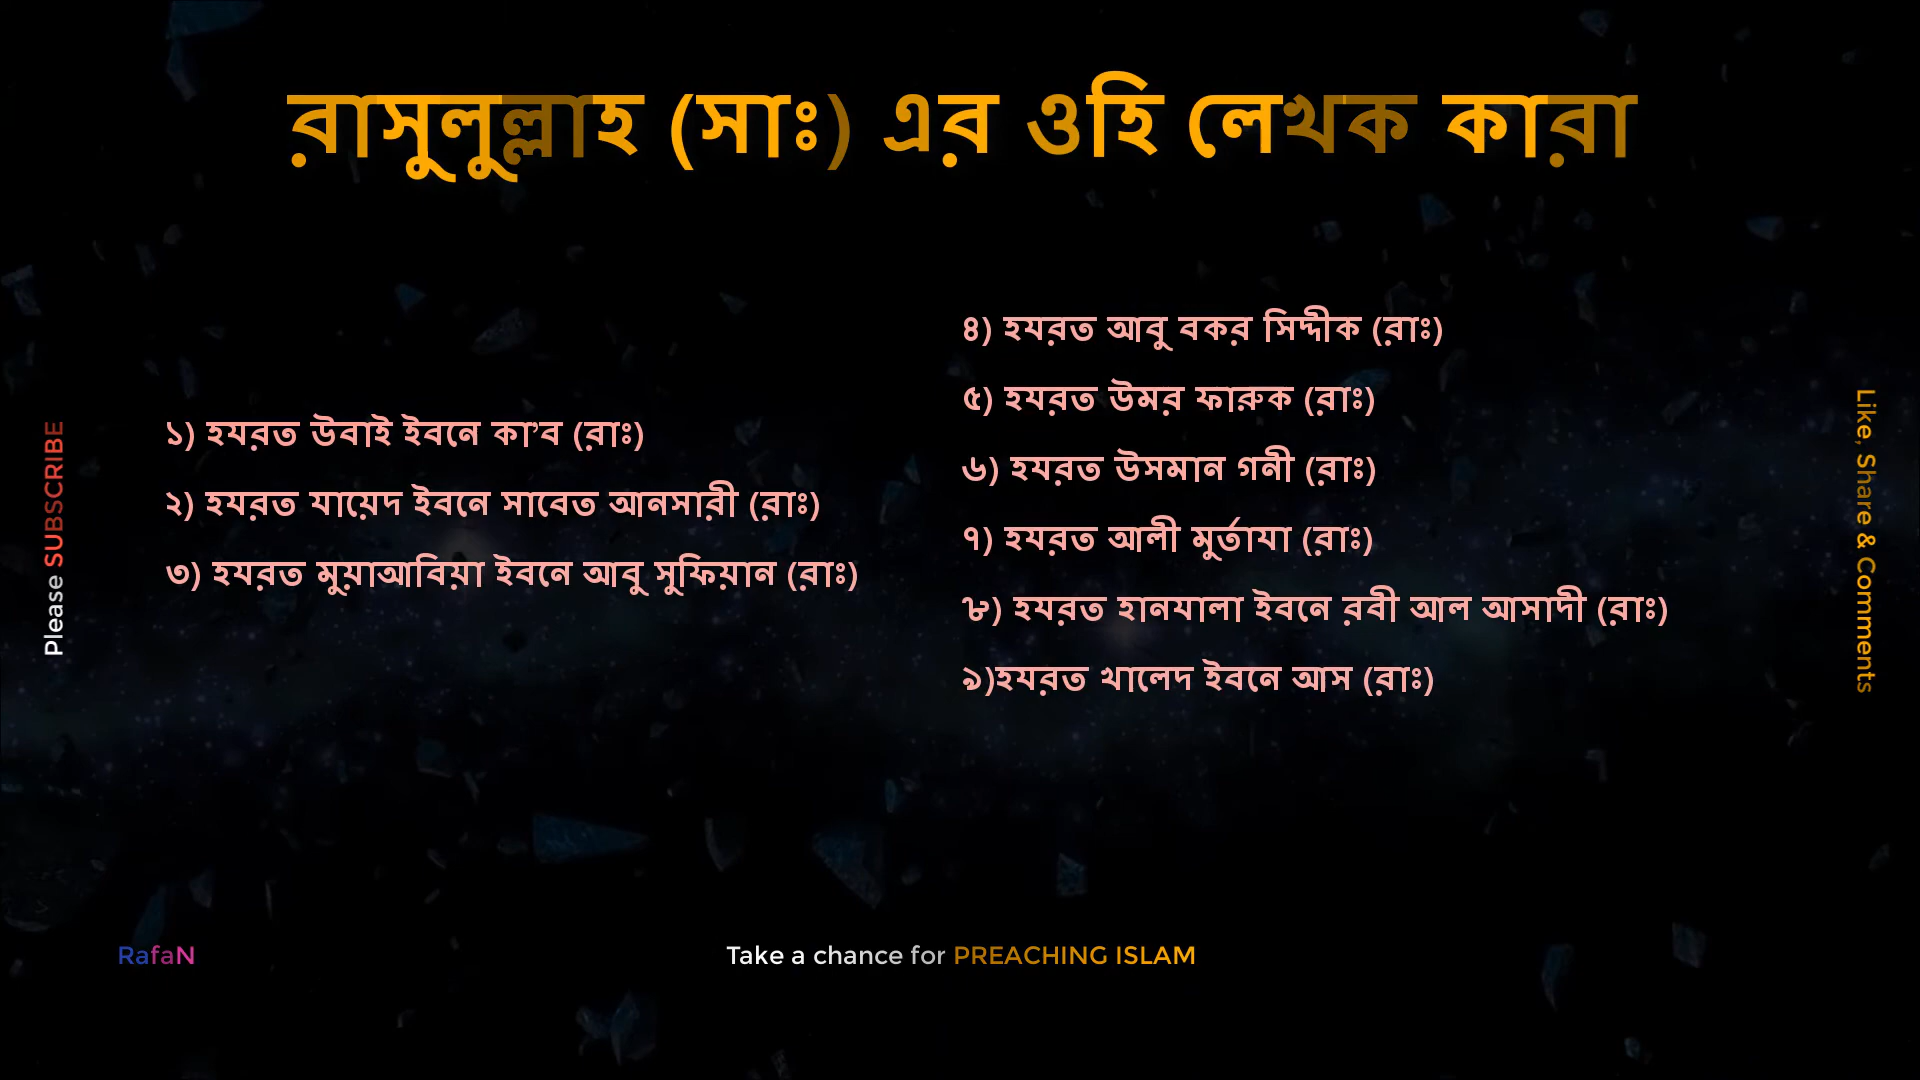 রাসুলুল্লাহ (সাঃ) এর ওহি লেখক কারা
১) হযরত উবাই ইবনে কা’ব (রাঃ)
২) হযরত যায়েদ ইবনে সাবেত আনসারী (রাঃ)
৩) হযরত মুয়াআবিয়া ইবনে আবু সুফিয়ান (রাঃ)
৪) হযরত আবু বকর সিদ্দীক (রাঃ)
৫) হযরত উমর ফারুক (রাঃ)
৬) হযরত উসমান গনী (রাঃ)
৭) হযরত আলী মুর্তাযা (রাঃ)
৮) হযরত হানযালা ইবনে রবী আল আসাদী (রাঃ)
৯)হযরত খালেদ ইবনে আস (রাঃ)
Please SUBSCRIBE
Like, Share & Comments
RafaN
Take a chance for PREACHING ISLAM